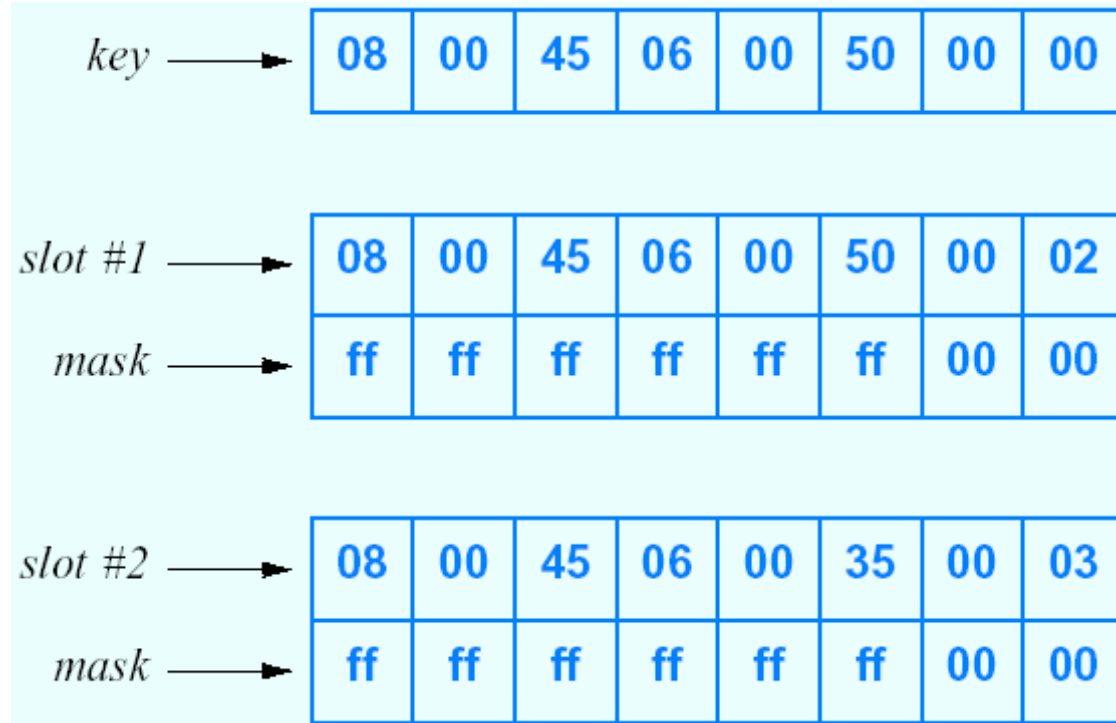 key 08 00 45 06 00 50 00 00
slot #1 08 00 45 06 00 50 00 02
mask ff ff ff ff ff ff 00 00
slot #2 08 00 45 06 00 35 00 03
mask ff ff ff ff ff ff 00 00